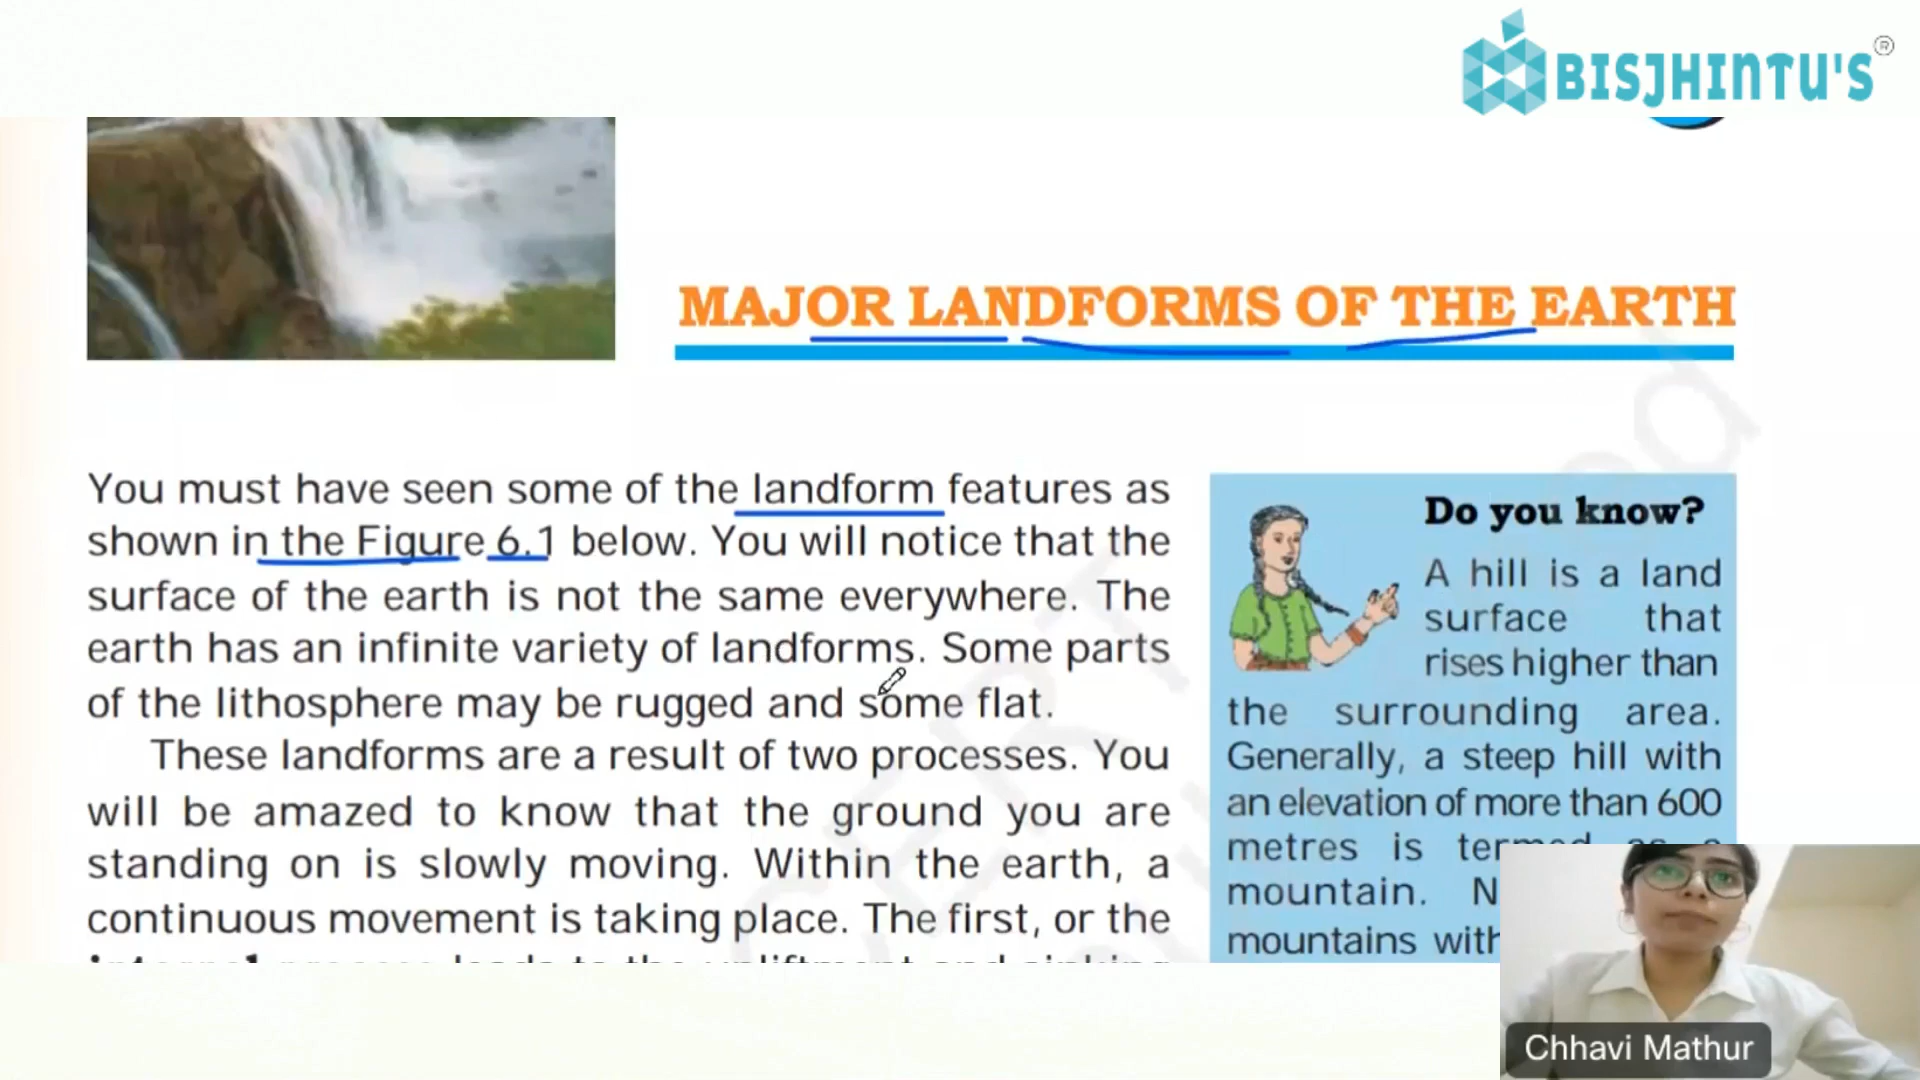 BISJHINTU'S ®
MAJOR LANDFORMS OF THE EARTH
You must have seen some of the landform features as
shown in the Figure 6.1 below. You will notice that the
surface of the earth is not the same everywhere. The
earth has an infinite variety of landforms. Some parts
of the lithosphere may be rugged and some flat.
These landforms are a result of two processes. You
will be amazed to know that the ground you are
standing on is slowly moving. Within the earth, a
continuous movement is taking place. The first, or the
Do you know?
A hill is a land
surface that
rises higher than
the surrounding area.
Generally, a steep hill with
an elevation of more than 600
metres is termed as a
mountain. N
mountains with
Chhavi Mathur